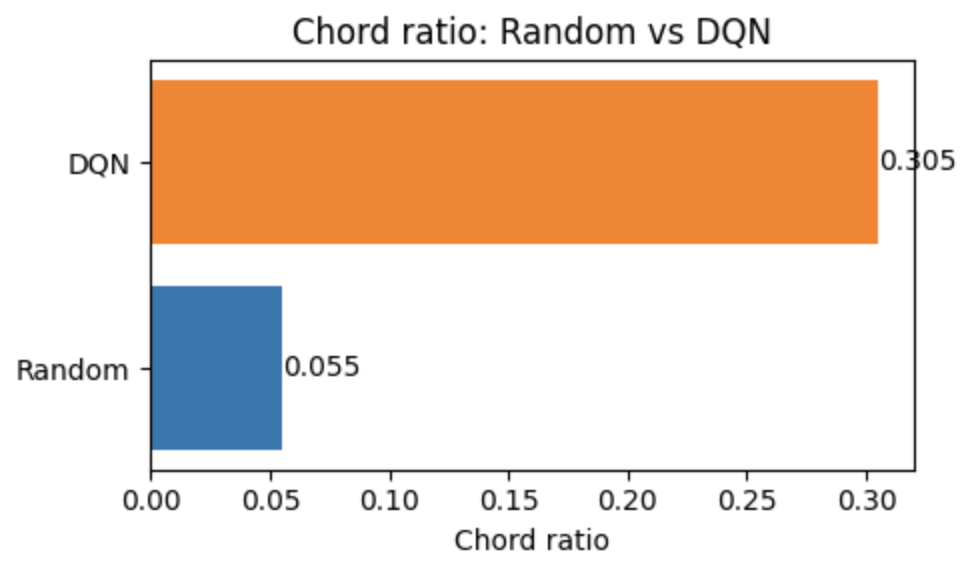 Chord ratio: Random vs DQN
DQN
0.305
Random
0.055
0.00 0.05 0.10 0.15 0.20 0.25 0.30
Chord ratio